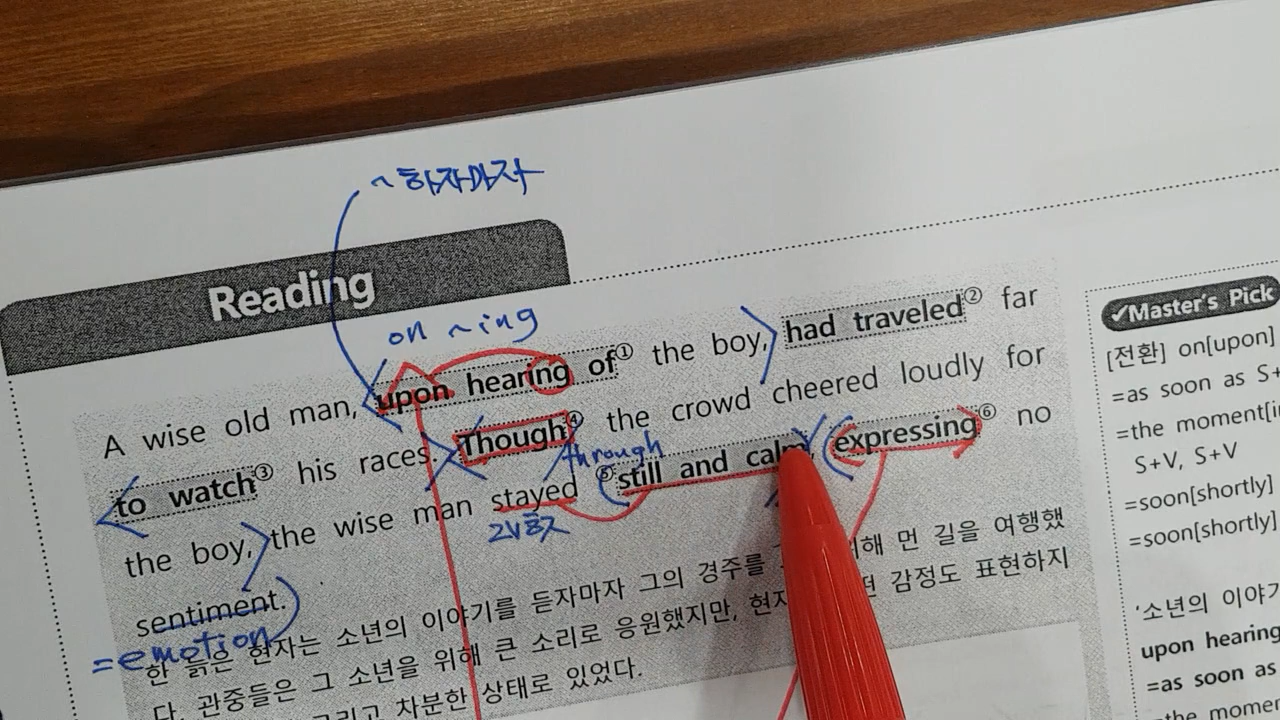 ~하자마자
Reading
on ~ing
A wise old man, upon hearing of① the boy, had traveled② far
to watch③ his races. Though④ the crowd cheered loudly for
through
the boy, the wise man stayed ⑤still and calm, expressing⑥ no
2V형
sentiment.
=emotion
한 늙은 현자는 소년의 이야기를 듣자마자 그의 경주를 위해 먼 길을 여행했
다. 관중들은 그 소년을 위해 큰 소리로 응원했지만, 현자 감정도 표현하지
그리고 차분한 상태로 있었다.
✓Master's Pick
[전환] on[upon]
=as soon as S+
=the moment[i
S+V, S+V
=soon[shortly]
=soon[shortly]
'소년의 이야기
upon hearing
=as soon as
=the momen